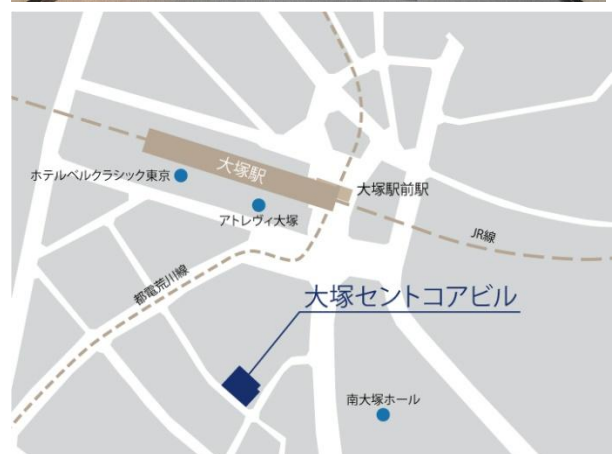 大塚駅
ホテルベルクラシック東京
大塚駅前駅
アトレヴィ大塚
JR線
都電荒川線
大塚セントコアビル
南大塚ホール